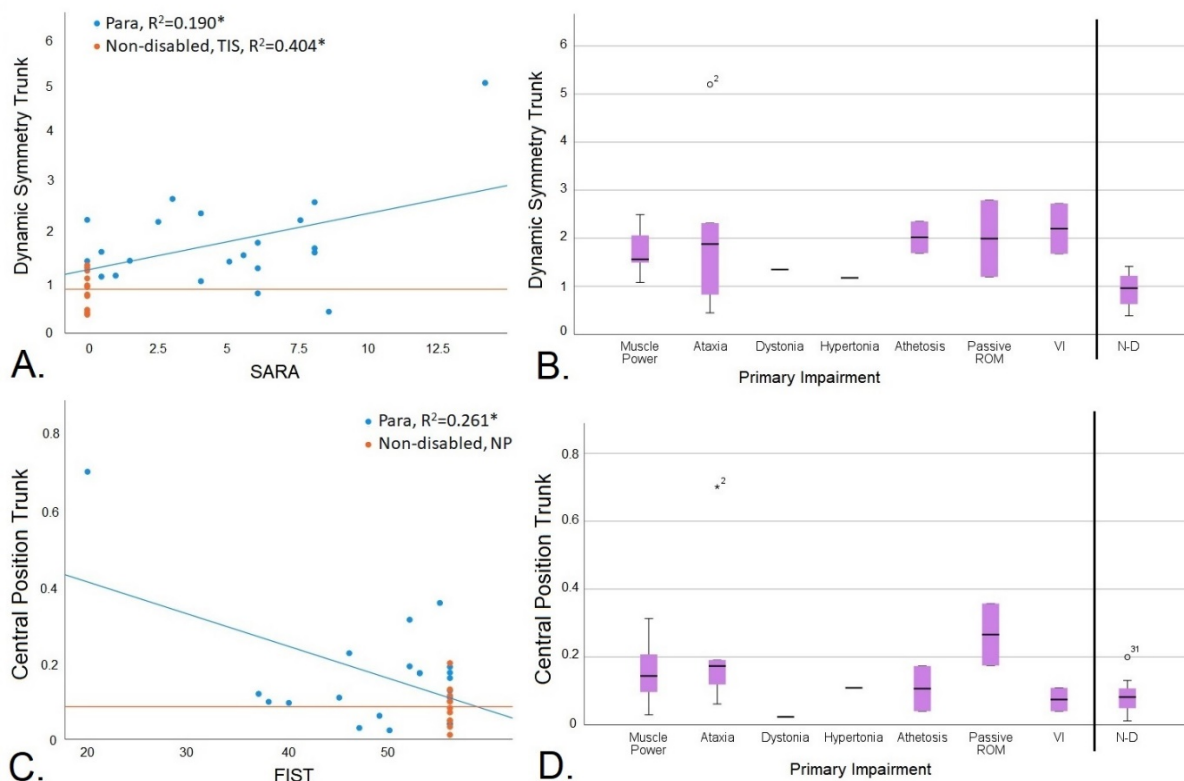 Para, R²=0.190*
Non-disabled, TIS, R²=0.404*
Dynamic Symmetry Trunk
6
5
4
3
2
1
0
0 2.5 5 7.5 10 12.5
SARA
A.
Dynamic Symmetry Trunk
6
5
4
3
2
1
0
○2
Muscle Power Ataxia Dystonia Hypertonia Athetosis Passive ROM VI N-D
Primary Impairment
B.
Para, R²=0.261*
Non-disabled, NP
Central Position Trunk
0.8
0.6
0.4
0.2
0
20 30 40 50
FIST
C.
Central Position Trunk
0.8
0.6
0.4
0.2
0
*2
○31
Muscle Power Ataxia Dystonia Hypertonia Athetosis Passive ROM VI N-D
Primary Impairment
D.